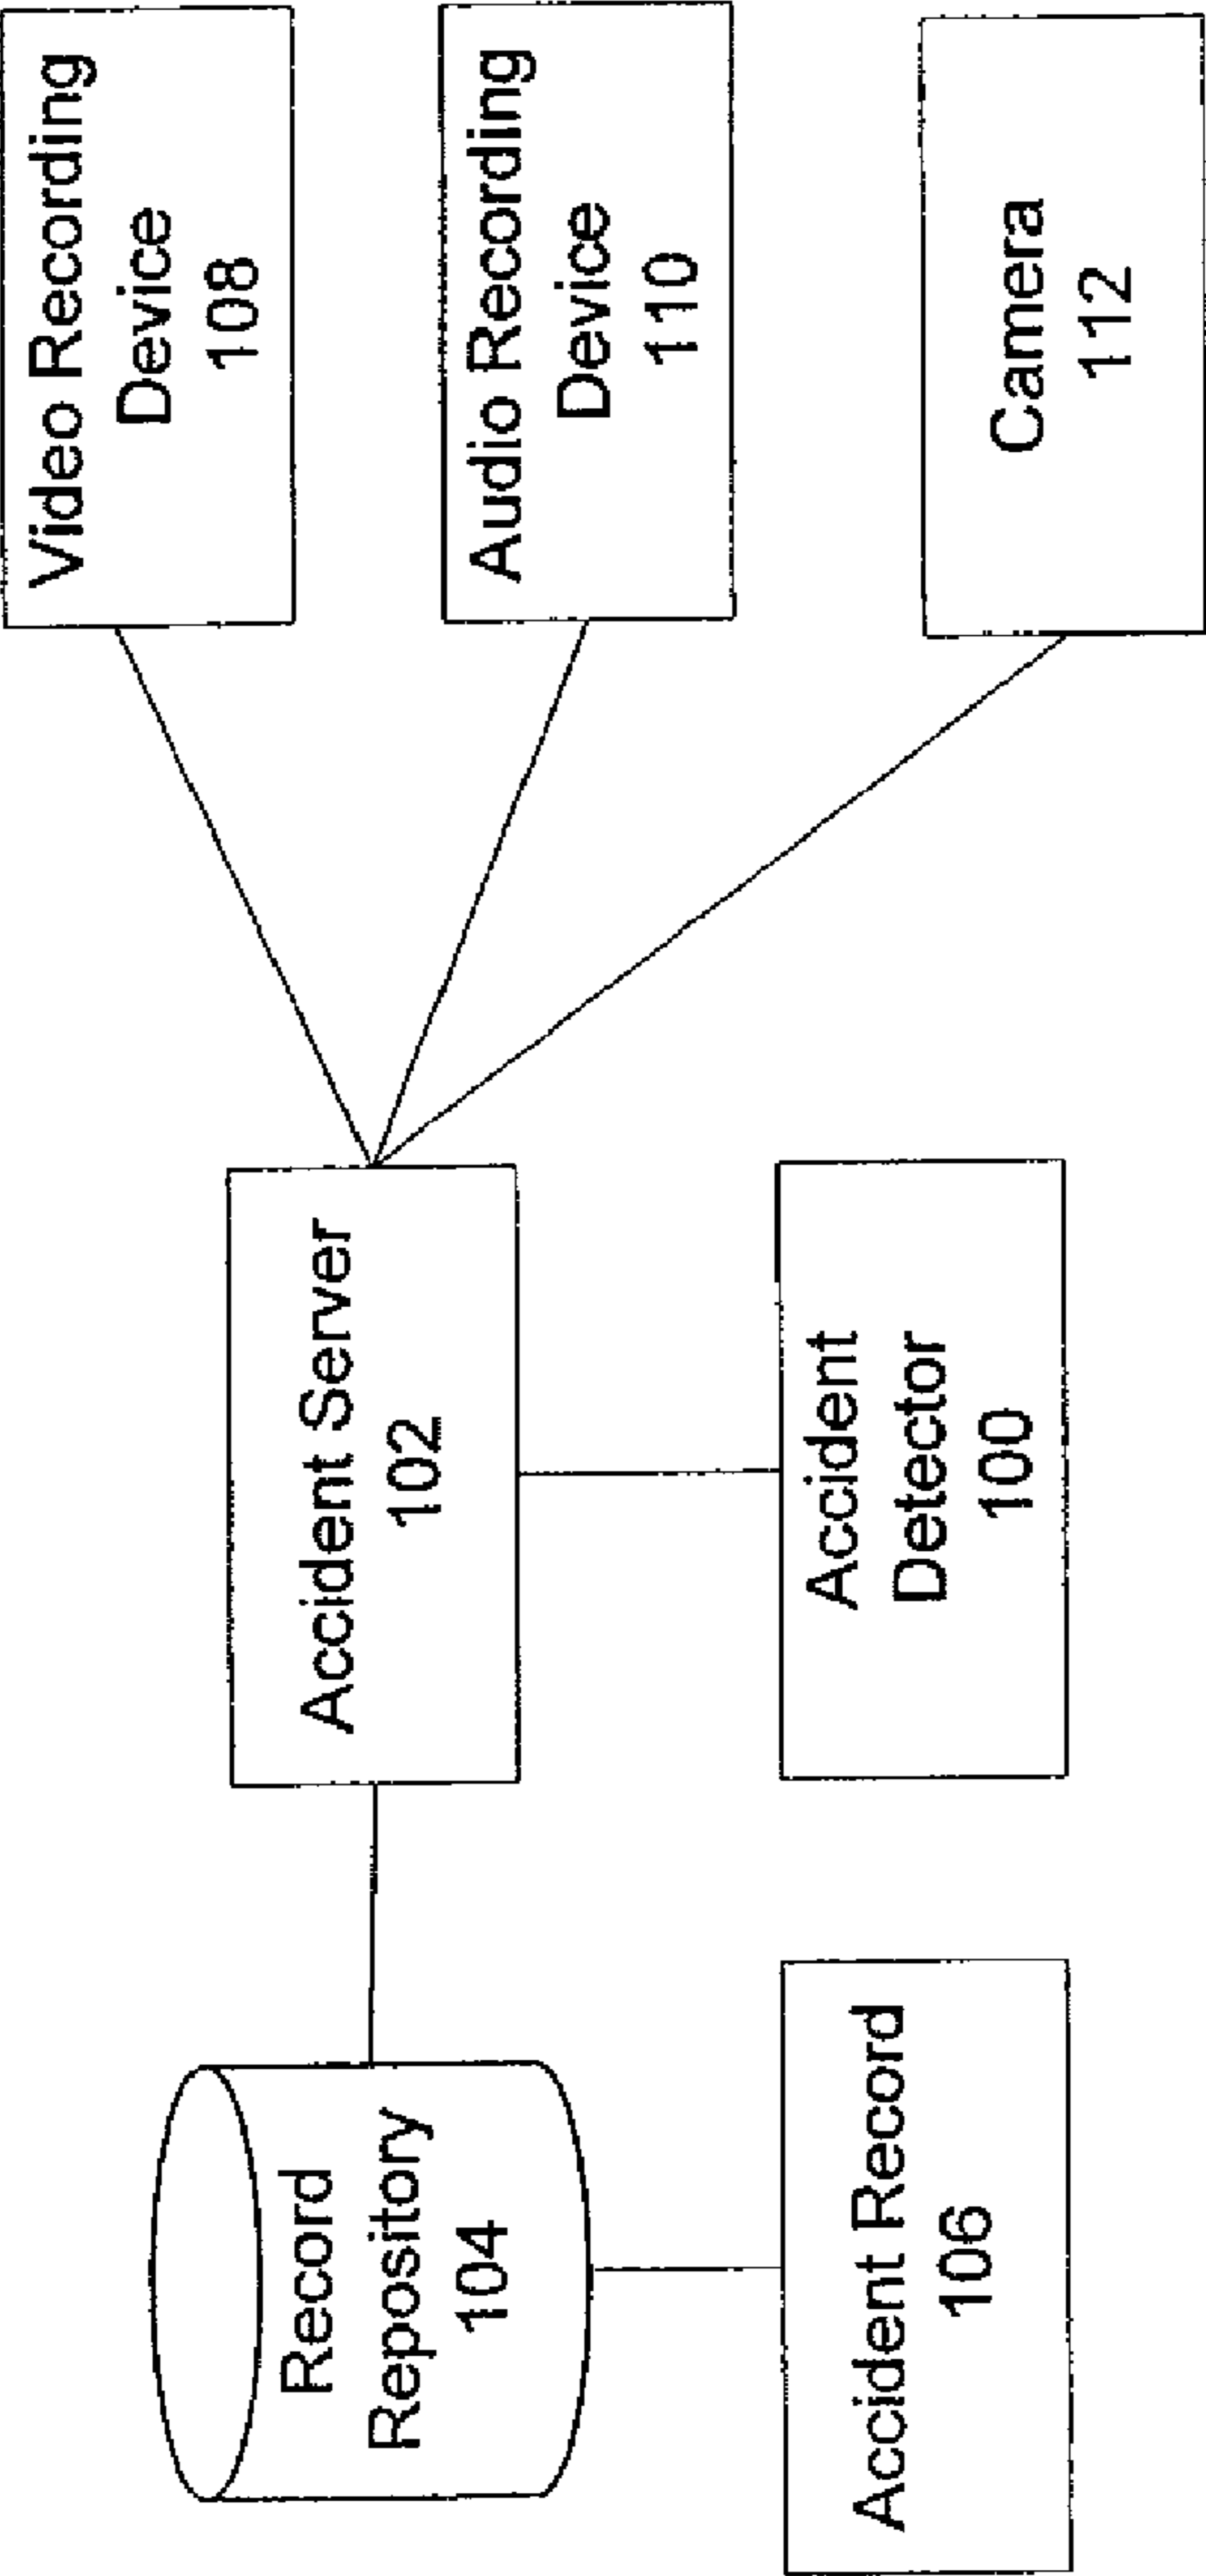 Record
Repository
104
Accident Record
106
Accident Server
102
Accident
Detector
100
Video Recording
Device
108
Audio Recording
Device
110
Camera
112